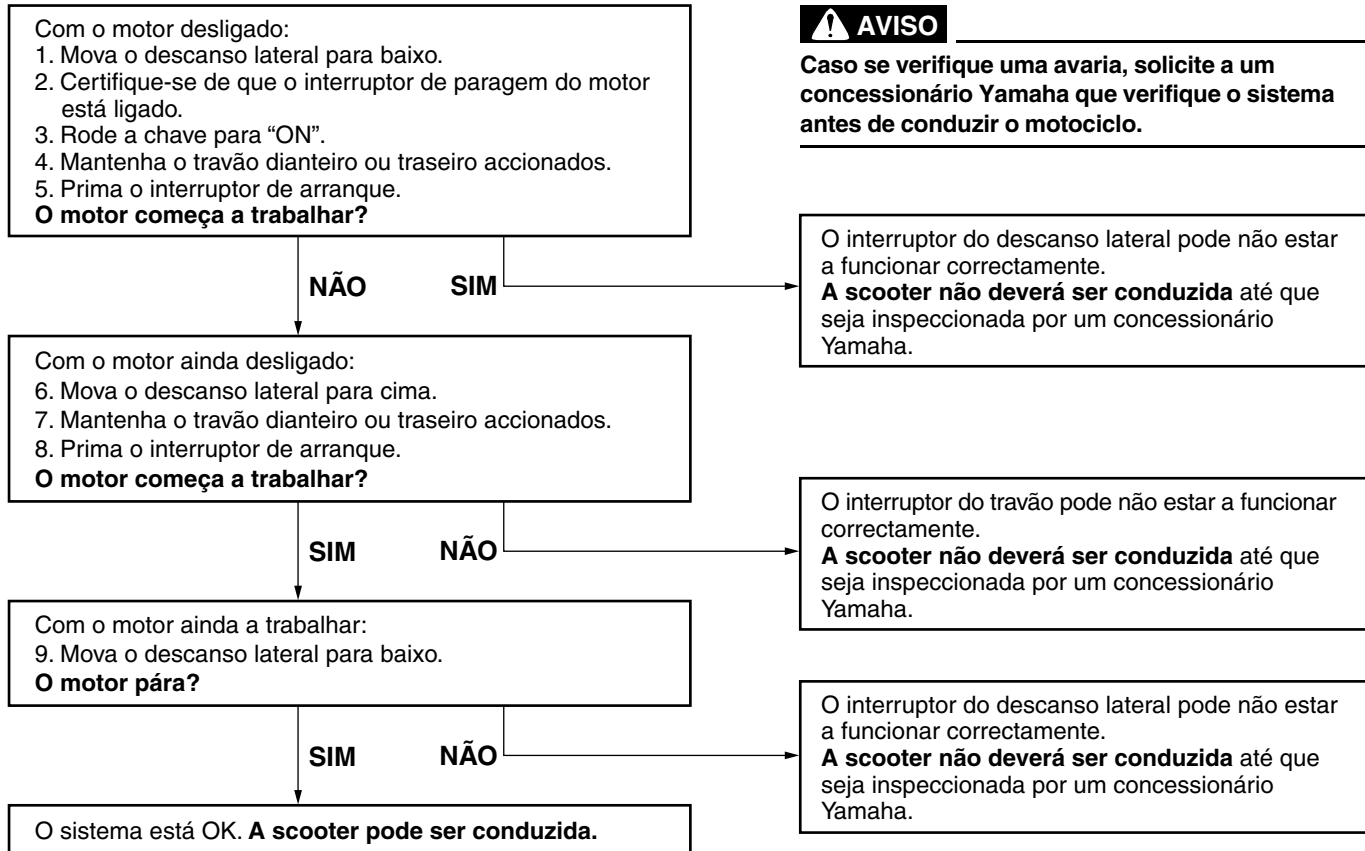 Com o motor desligado:
1. Mova o descanso lateral para baixo.
2. Certifique-se de que o interruptor de paragem do motor
está ligado.
3. Rode a chave para “ON”.
4. Mantenha o travão dianteiro ou traseiro accionados.
5. Prima o interruptor de arranque.
O motor começa a trabalhar?
AVISO
Caso se verifique uma avaria, solicite a um
concessionário Yamaha que verifique o sistema
antes de conduzir o motociclo.
NÃO
SIM
O interruptor do descanso lateral pode não estar
a funcionar correctamente.
A scooter não deverá ser conduzida até que
seja inspeccionada por um concessionário
Yamaha.
Com o motor ainda desligado:
6. Mova o descanso lateral para cima.
7. Mantenha o travão dianteiro ou traseiro accionados.
8. Prima o interruptor de arranque.
O motor começa a trabalhar?
SIM
NÃO
O interruptor do travão pode não estar a funcionar
correctamente.
A scooter não deverá ser conduzida até que
seja inspeccionada por um concessionário
Yamaha.
Com o motor ainda a trabalhar:
9. Mova o descanso lateral para baixo.
O motor pára?
SIM
NÃO
O interruptor do descanso lateral pode não estar
a funcionar correctamente.
A scooter não deverá ser conduzida até que
seja inspeccionada por um concessionário
Yamaha.
O sistema está OK. A scooter pode ser conduzida.